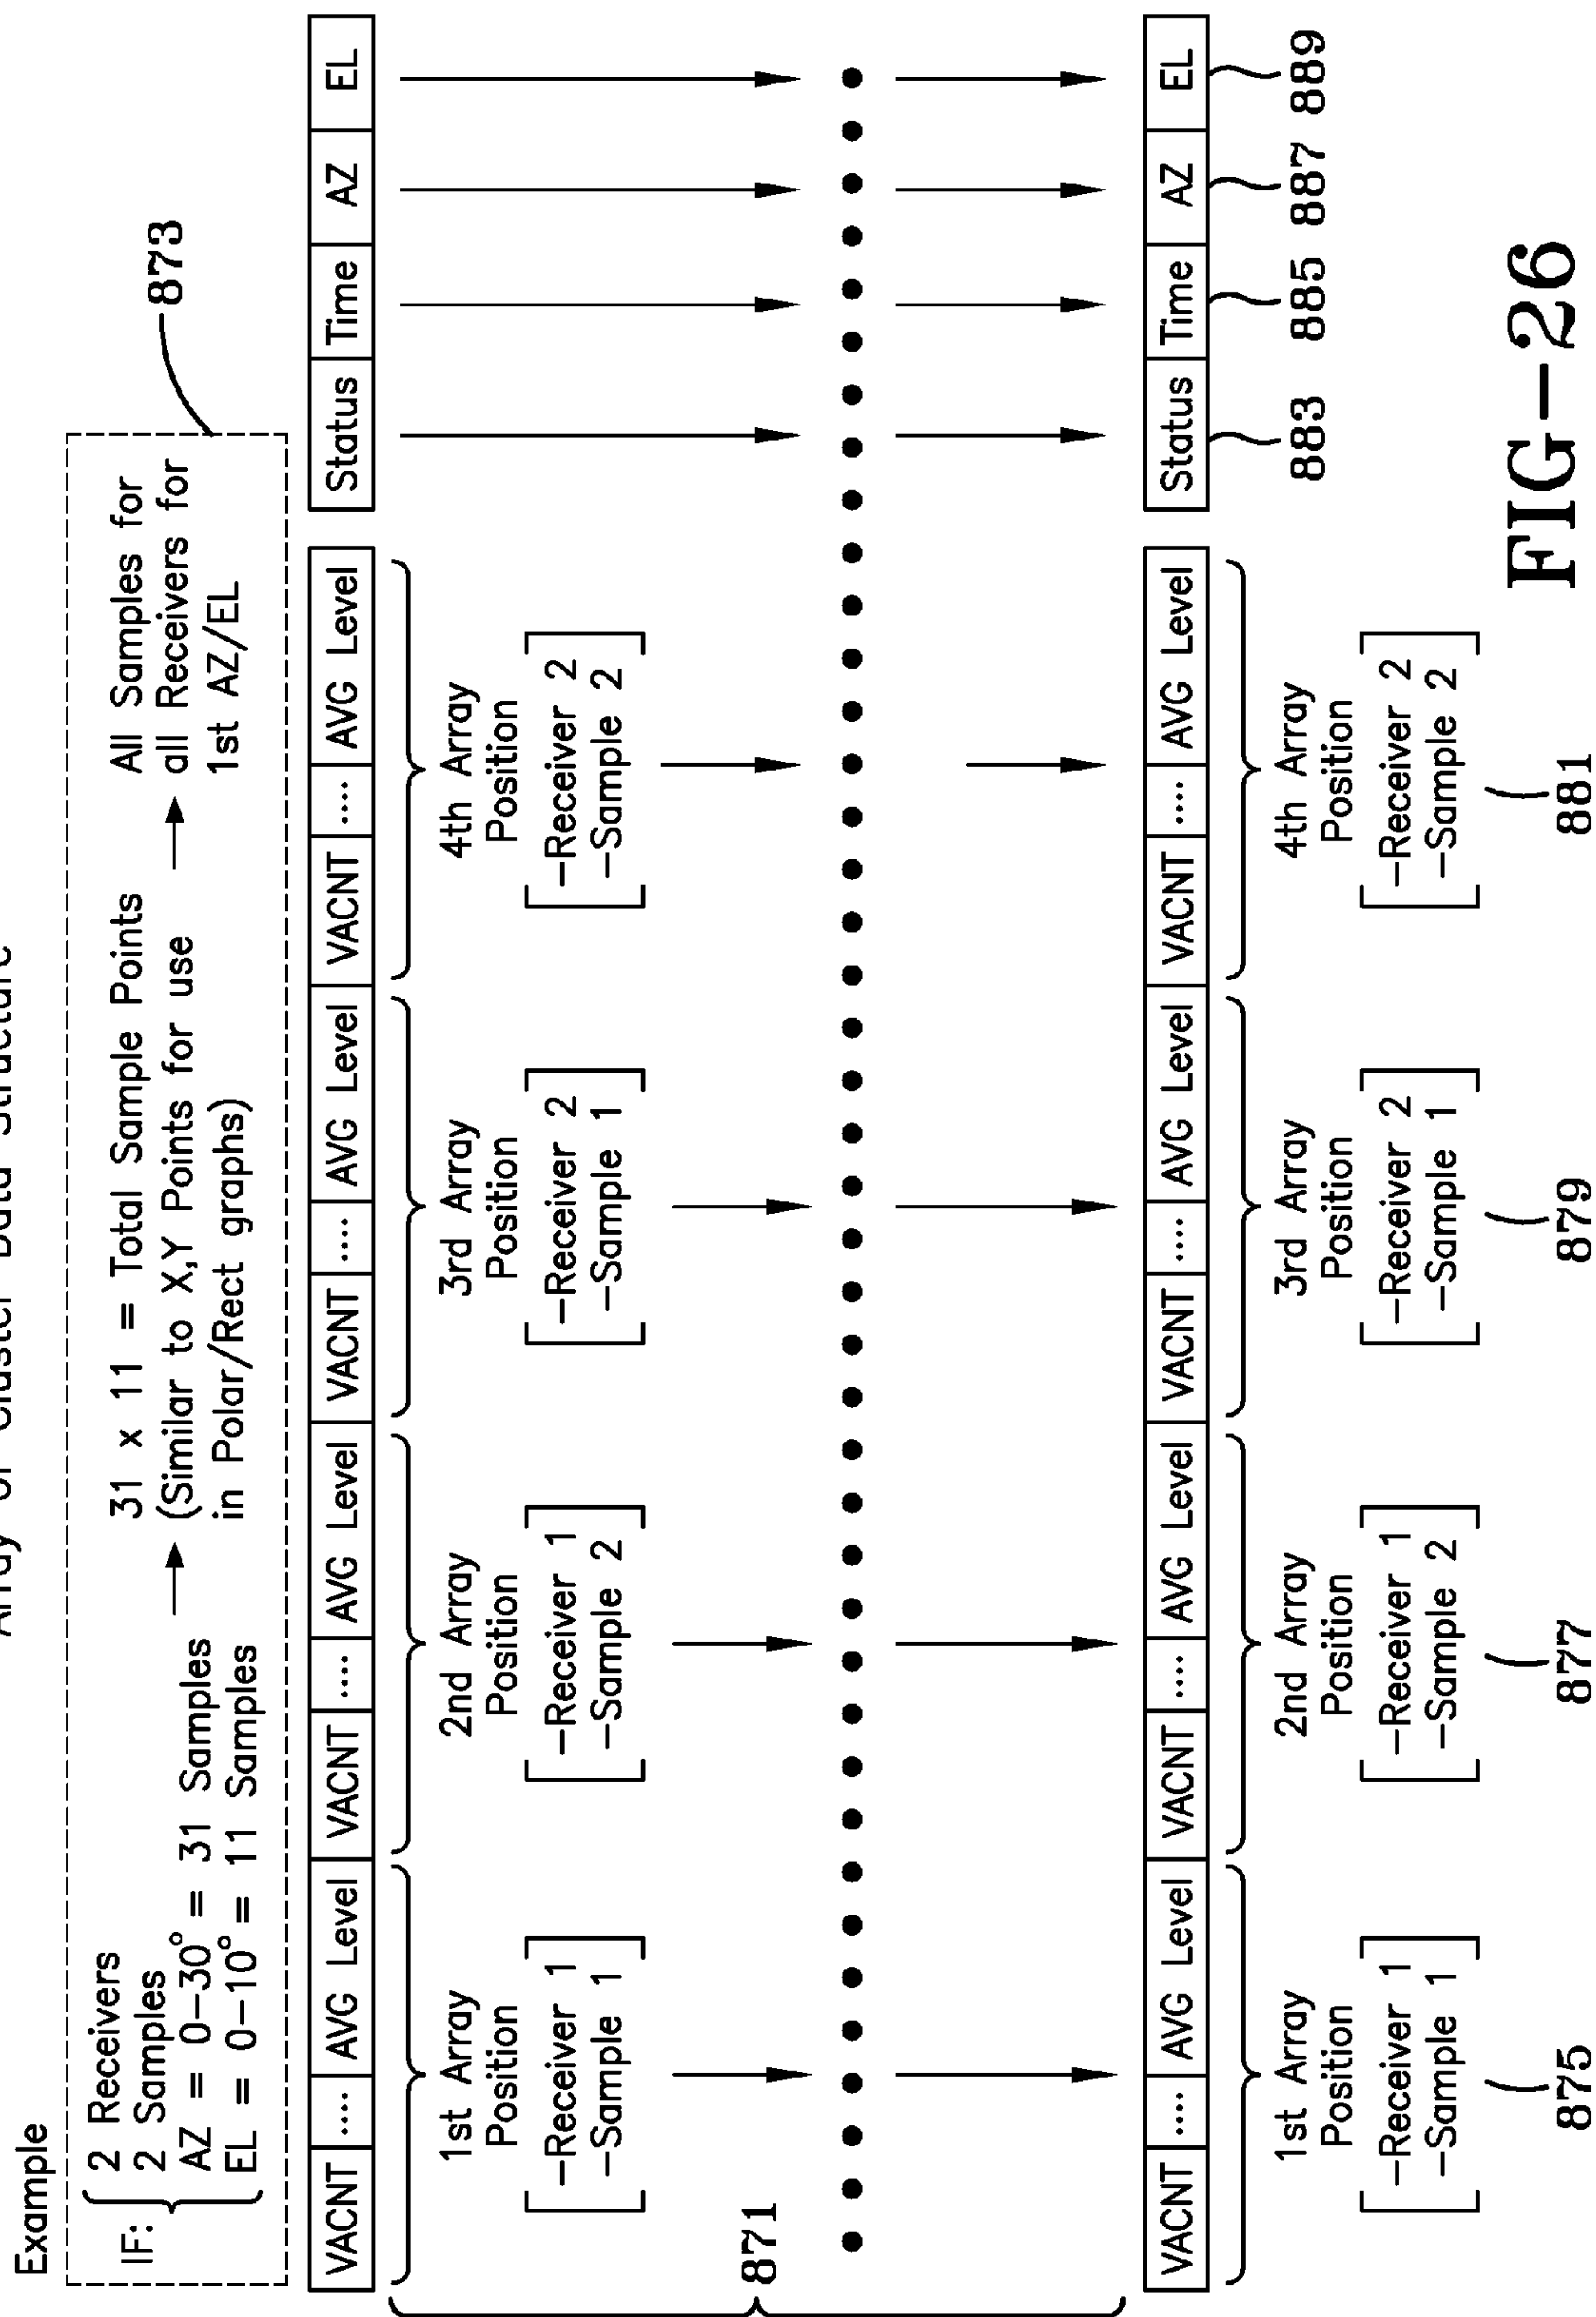 Array of Cluster Data Structure
Example
IF:
2 Receivers
2 Samples
AZ = 0–30° = 31 Samples
EL = 0–10° = 11 Samples
31 x 11 = Total Sample Points
(Similar to X,Y Points for use
in Polar/Rect graphs)
All Samples for
all Receivers for
1st AZ/EL
873
VACNT .... AVG Level VACNT .... AVG Level VACNT .... AVG Level VACNT .... AVG Level Status Time AZ EL
1st Array
Position
–Receiver 1
–Sample 1
2nd Array
Position
–Receiver 1
–Sample 2
3rd Array
Position
–Receiver 2
–Sample 1
4th Array
Position
–Receiver 2
–Sample 2
871
VACNT .... AVG Level VACNT .... AVG Level VACNT .... AVG Level VACNT .... AVG Level Status Time AZ EL
1st Array
Position
–Receiver 1
–Sample 1
875
2nd Array
Position
–Receiver 1
–Sample 2
877
3rd Array
Position
–Receiver 2
–Sample 1
879
4th Array
Position
–Receiver 2
–Sample 2
881
883 885 887 889
FIG–26